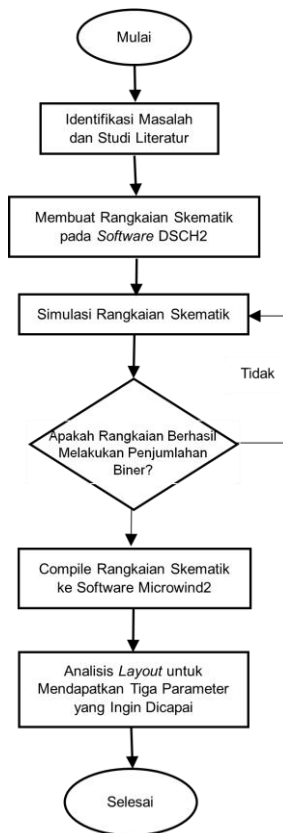 Mulai
Identifikasi Masalah
dan Studi Literatur
Membuat Rangkaian Skematik
pada Software DSCH2
Simulasi Rangkaian Skematik
Tidak
Apakah Rangkaian Berhasil
Melakukan Penjumlahan
Biner?
Compile Rangkaian Skematik
ke Software Microwind2
Analisis Layout untuk
Mendapatkan Tiga Parameter
yang Ingin Dicapai
Selesai